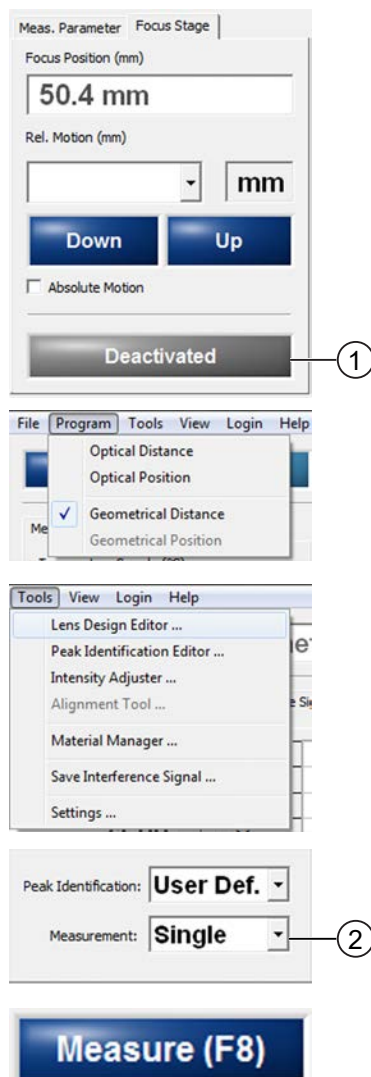 Meas. Parameter Focus Stage
Focus Position (mm)
50.4 mm
Rel. Motion (mm)
mm
Down Up
Absolute Motion
Deactivated
1
File Program Tools View Login Help
Optical Distance
Optical Position
Me
✓ Geometrical Distance
Geometrical Position
Tools View Login Help
Lens Design Editor ...
Peak Identification Editor ...
Intensity Adjuster ...
Alignment Tool ...
Material Manager ...
Save Interference Signal ...
Settings ...
Peak Identification: User Def.
Measurement: Single
2
Measure (F8)